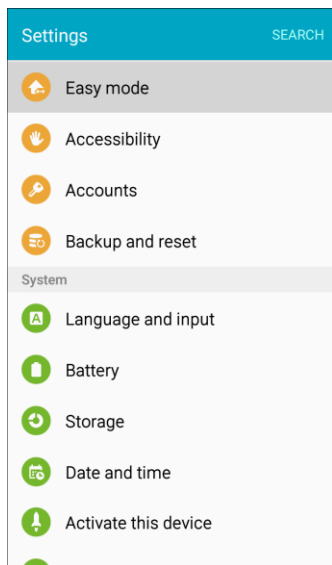 Settings
SEARCH
Easy mode
Accessibility
Accounts
Backup and reset
System
A Language and input
Battery
Storage
Date and time
Activate this device